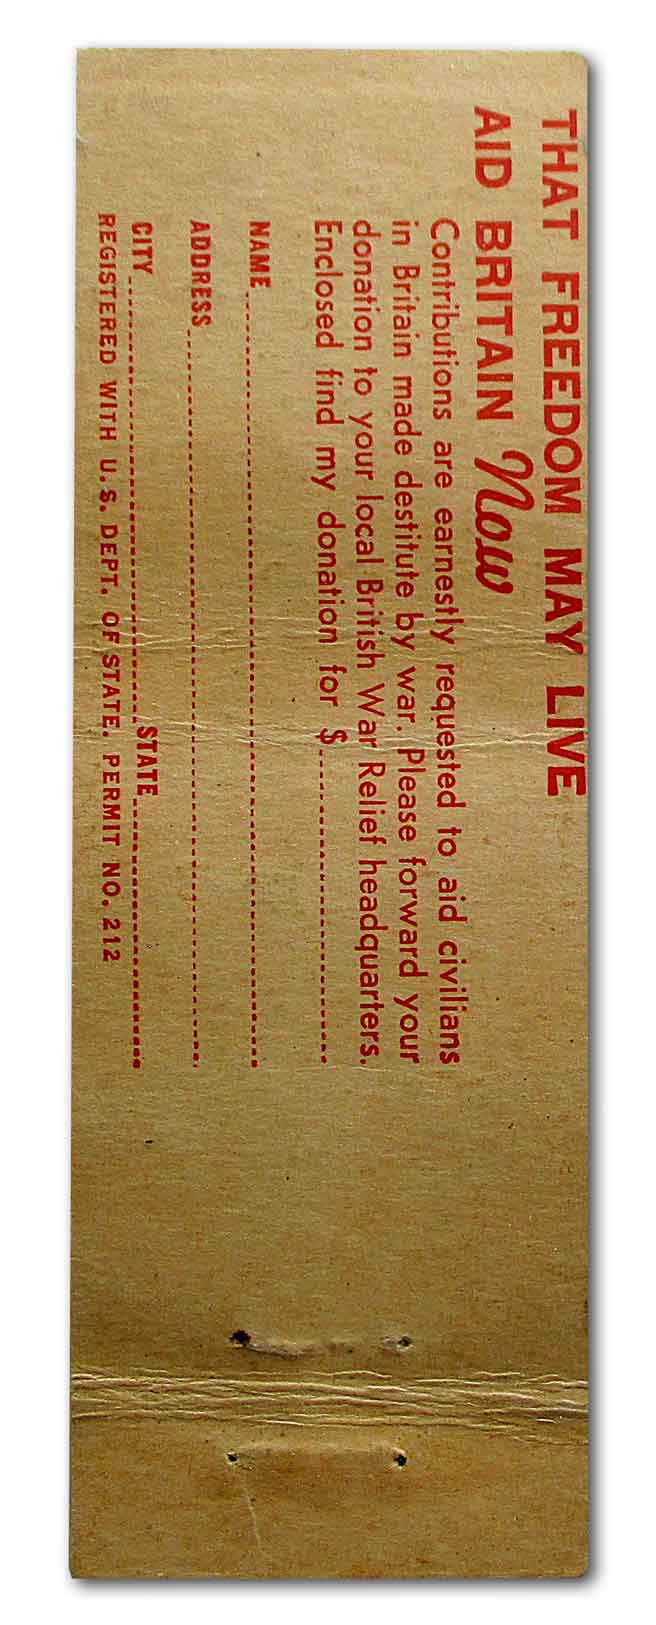 THAT FREEDOM MAY LIVE
AID BRITAIN Now
Contributions are earnestly requested to aid civilians
in Britain made destitute by war. Please forward your
donation to your local British War Relief headquarters.
Enclosed find my donation for $
NAME
ADDRESS
CITY STATE
REGISTERED WITH U.S. DEPT. OF STATE. PERMIT NO. 212